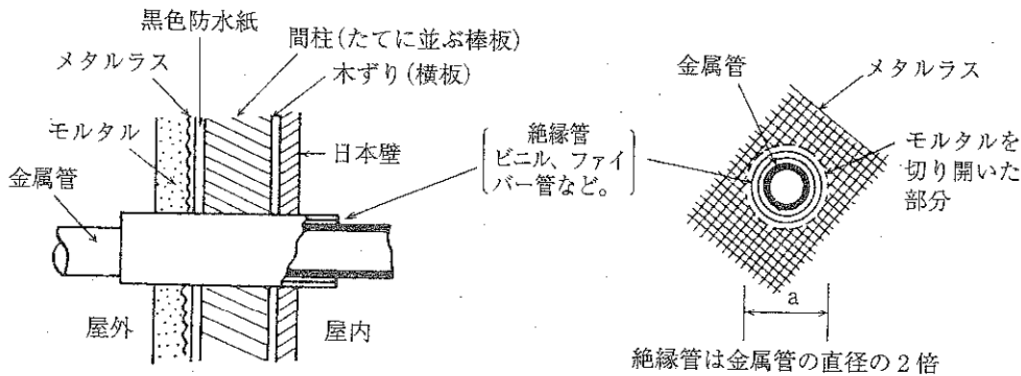 黒色防水紙
間柱(たてに並ぶ棒板)
メタルラス
木ずり(横板)
モルタル
日本壁
金属管
屋外
屋内
絶縁管
ビニル、ファイ
バー管など。
金属管
メタルラス
モルタルを
切り開いた
部分
a
絶縁管は金属管の直径の2倍